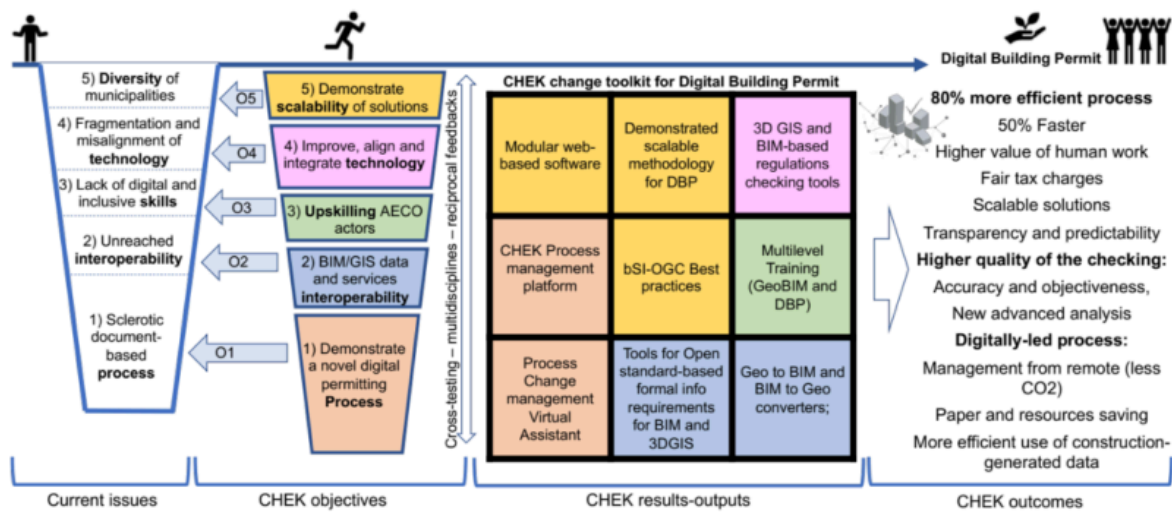 5) Diversity of
municipalities
4) Fragmentation and
misalignment of
technology
3) Lack of digital and
inclusive skills
2) Unreached
interoperability
1) Sclerotic
document-
based
process
O5
O4
O3
O2
O1
5) Demonstrate
scalability of solutions
4) Improve, align and
integrate technology
3) Upskilling AECO
actors
2) BIM/GIS data
and services
interoperability
1) Demonstrate
a novel digital
permitting
Process
Cross-testing – multidisciplines – reciprocal feedbacks
CHEK change toolkit for Digital Building Permit
Modular web-
based software
Demonstrated
scalable
methodology
for DBP
3D GIS and
BIM-based
regulations
checking tools
CHEK Process
management
platform
bSI-OGC Best
practices
Multilevel
Training
(GeoBIM and
DBP)
Process
Change
management
Virtual
Assistant
Tools for Open
standard-based
formal info
requirements
for BIM and
3DGIS
Geo to BIM and
BIM to Geo
converters;
Digital Building Permit
80% more efficient process
50% Faster
Higher value of human work
Fair tax charges
Scalable solutions
Transparency and predictability
Higher quality of the checking:
Accuracy and objectiveness,
New advanced analysis
Digitally-led process:
Management from remote (less
CO2)
Paper and resources saving
More efficient use of construction-
generated data
Current issues
CHEK objectives
CHEK results-outputs
CHEK outcomes